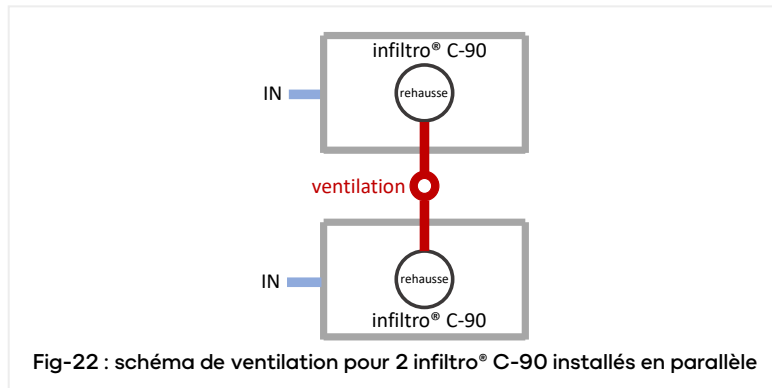 infiltro® C-90
IN
rehausse
ventilation
IN
rehausse
infiltro® C-90
Fig-22 : schéma de ventilation pour 2 infiltro® C-90 installés en parallèle